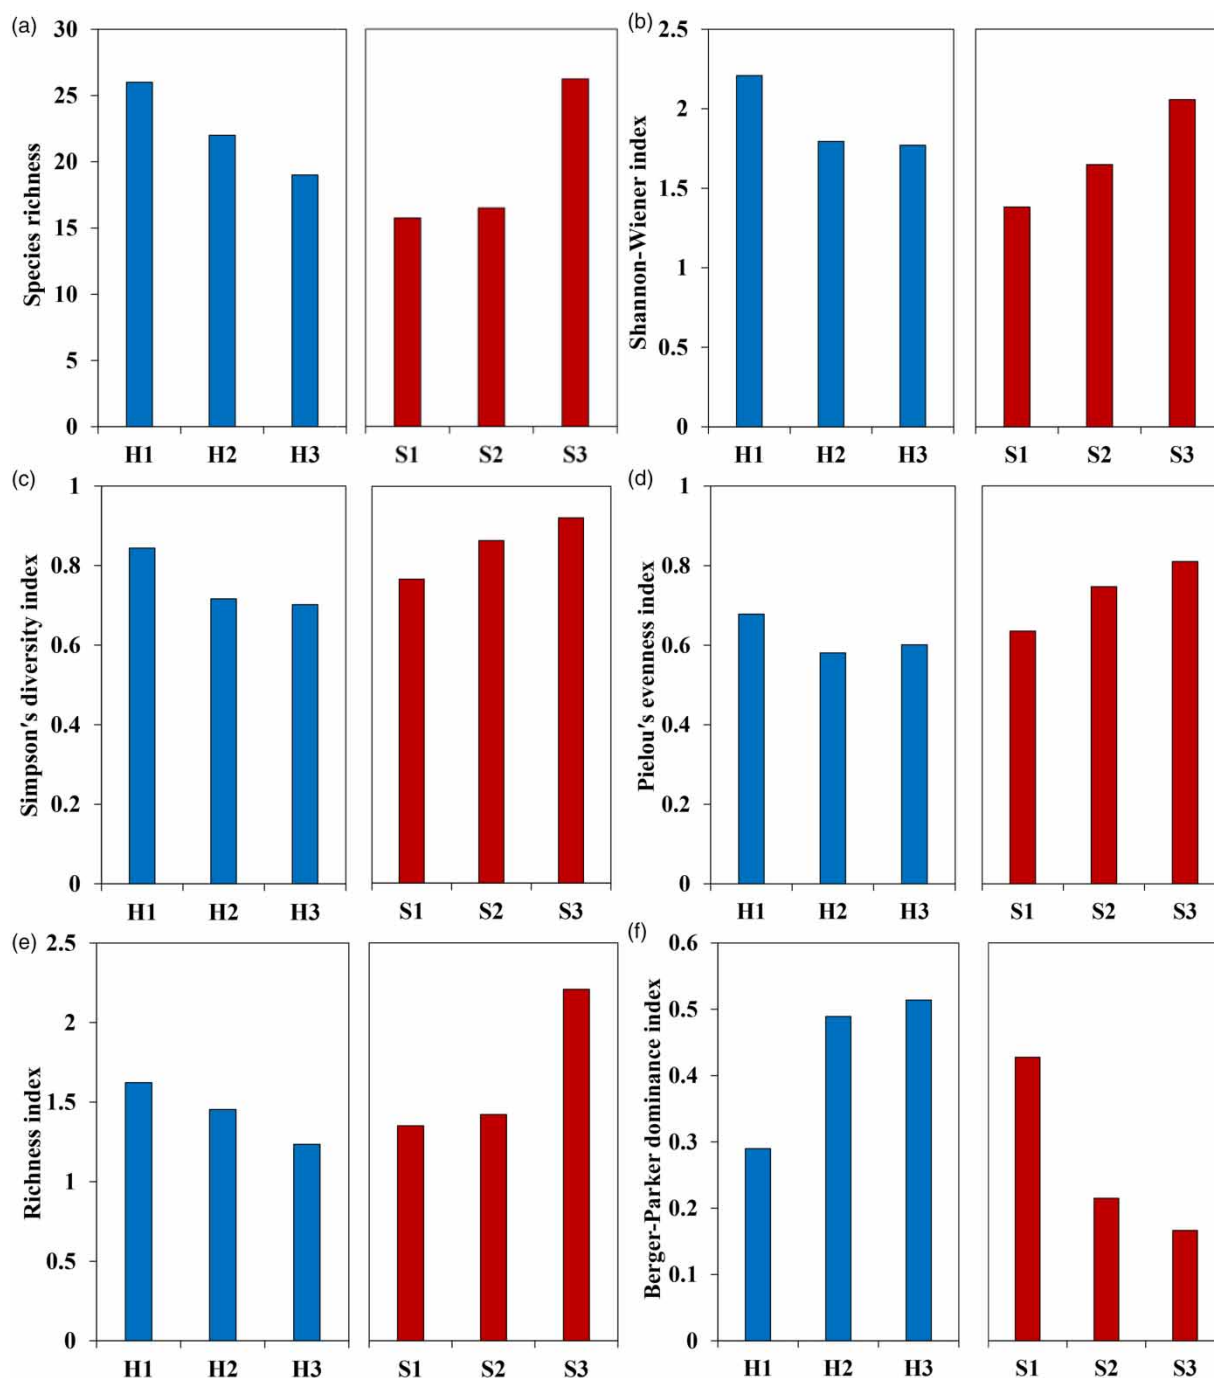 (a)
30
25
20
15
10
5
0
Species richness
H1 H2 H3 S1 S2 S3
(b)
2.5
2
1.5
1
0.5
0
Shannon-Wiener index
H1 H2 H3 S1 S2 S3
(c)
1
0.8
0.6
0.4
0.2
0
Simpson's diversity index
H1 H2 H3 S1 S2 S3
(d)
1
0.8
0.6
0.4
0.2
0
Pielou's evenness index
H1 H2 H3 S1 S2 S3
(e)
2.5
2
1.5
1
0.5
0
Richness index
H1 H2 H3 S1 S2 S3
(f)
0.6
0.5
0.4
0.3
0.2
0.1
0
Berger-Parker dominance index
H1 H2 H3 S1 S2 S3